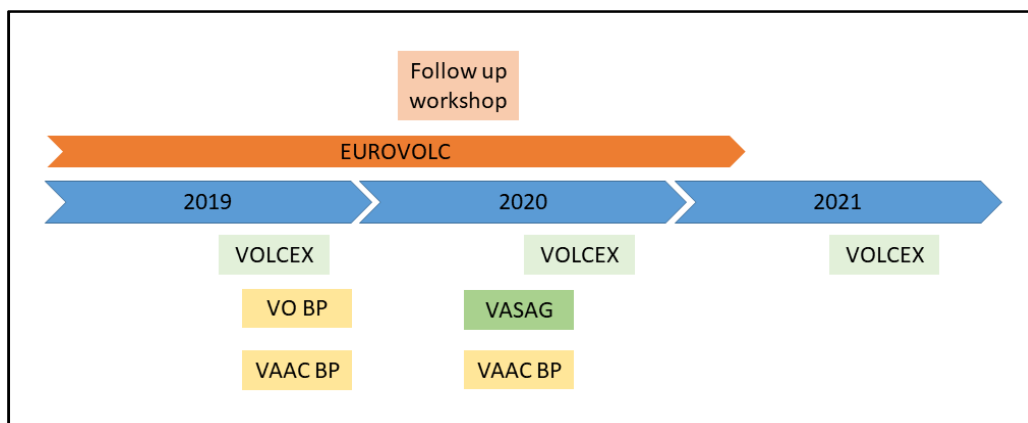 Follow up
workshop
EUROVOLC
2019 2020 2021
VOLCEX VOLCEX VOLCEX
VO BP VASAG
VAAC BP VAAC BP